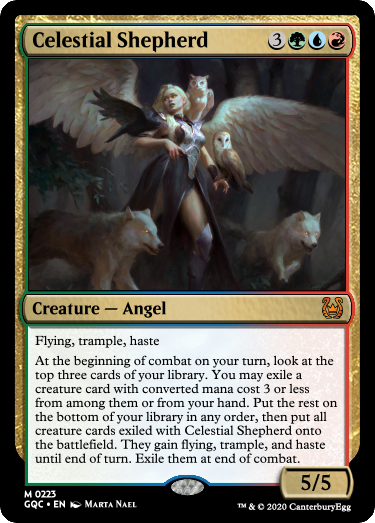 Celestial Shepherd 3
Creature — Angel
Flying, trample, haste
At the beginning of combat on your turn, look at the
top three cards of your library. You may exile a
creature card with converted mana cost 3 or less
from among them or from your hand. Put the rest on
the bottom of your library in any order, then put all
creature cards exiled with Celestial Shepherd onto
the battlefield. They gain flying, trample, and haste
until end of turn. Exile them at end of combat.
5/5
M 0223
GQC • EN Marta Nael
™ & © 2020 CanterburyEgg